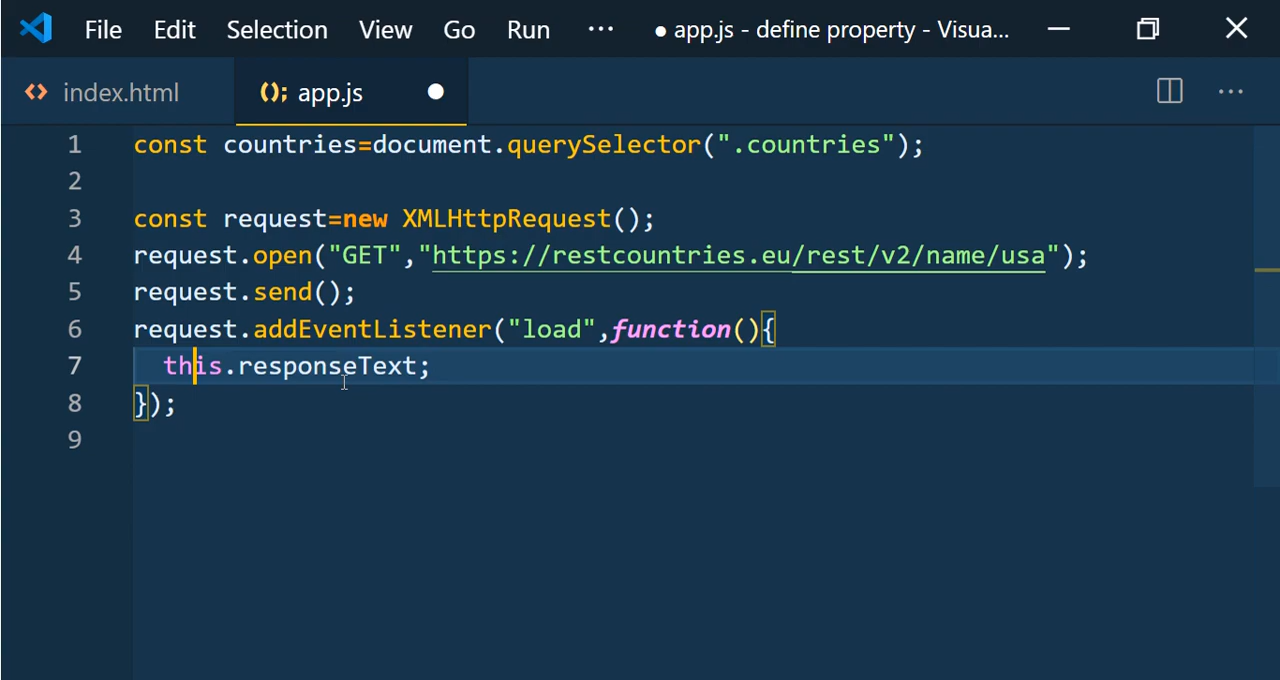 File Edit Selection View Go Run ··· ● app.js - define property - Visua...
index.html app.js
1 const countries=document.querySelector(".countries");
2
3 const request=new XMLHttpRequest();
4 request.open("GET","https://restcountries.eu/rest/v2/name/usa");
5 request.send();
6 request.addEventListener("load",function(){
7 this.responseText;
8 });
9